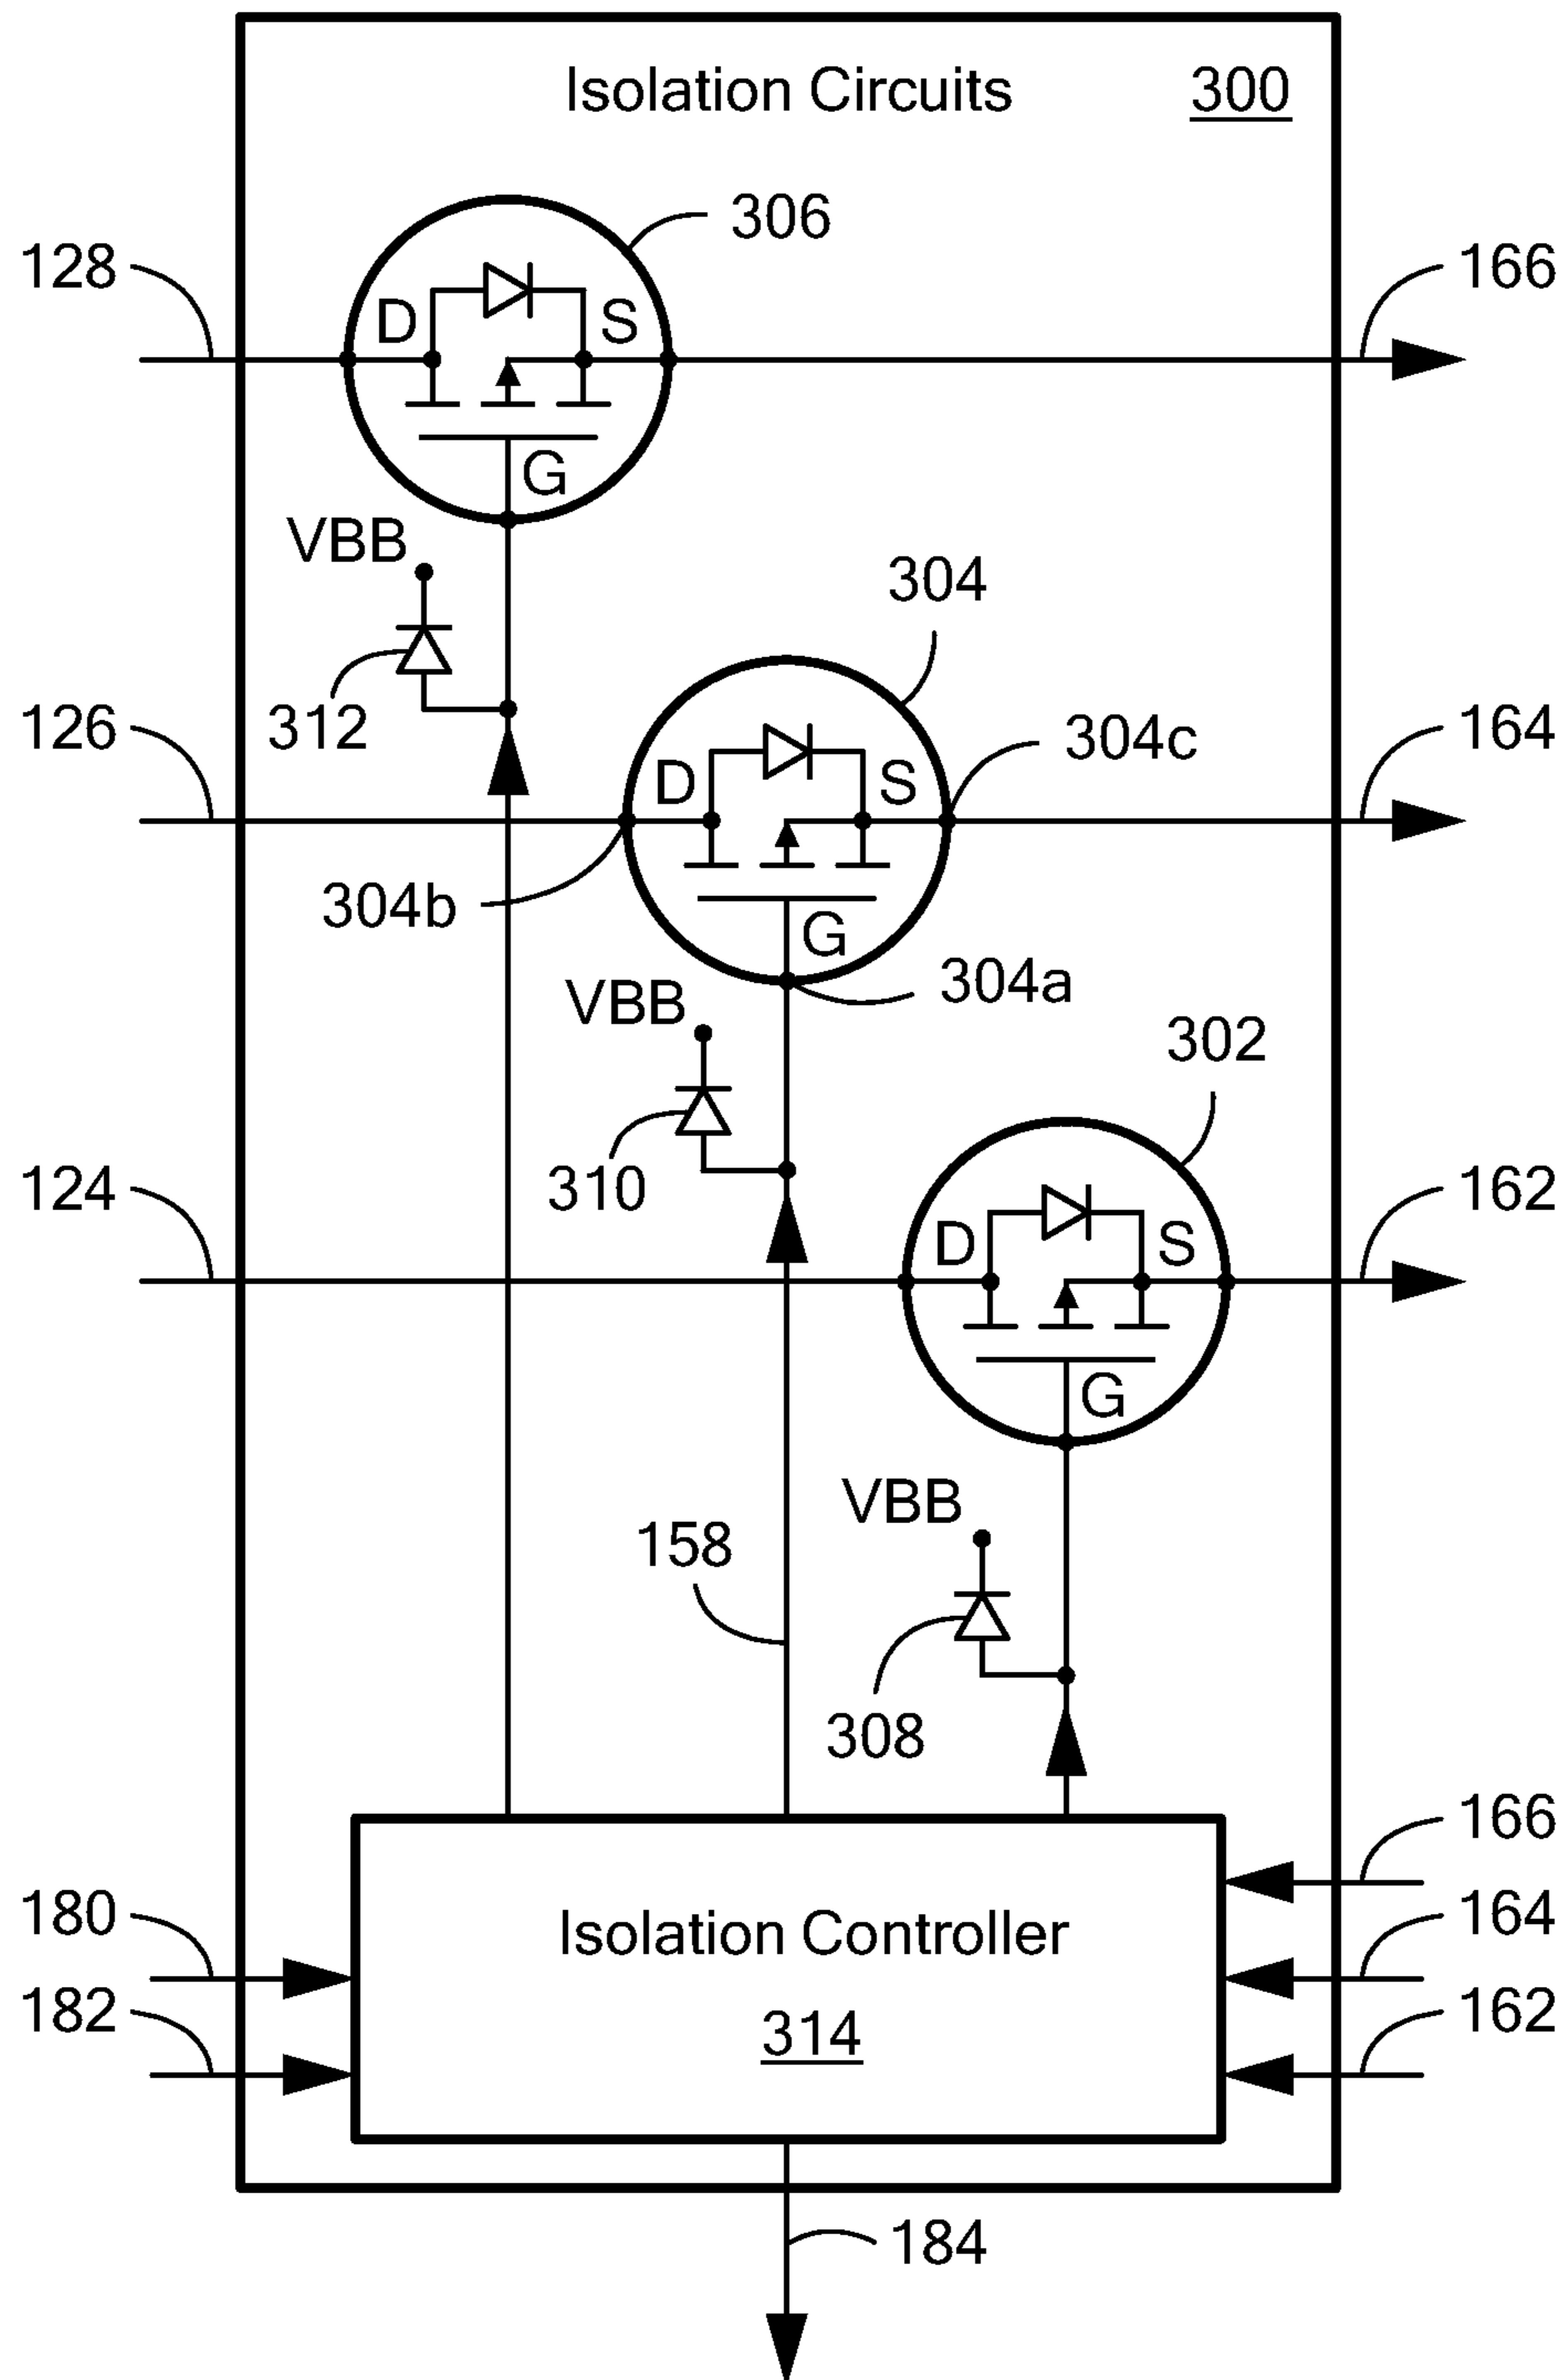 Isolation Circuits 300
306
128
166
D S
G
VBB
312
304
126
164
304c
D S
304b
G
304a
VBB
310
302
124
162
D S
G
VBB
158
308
166
180
164
Isolation Controller
182
162
314
184